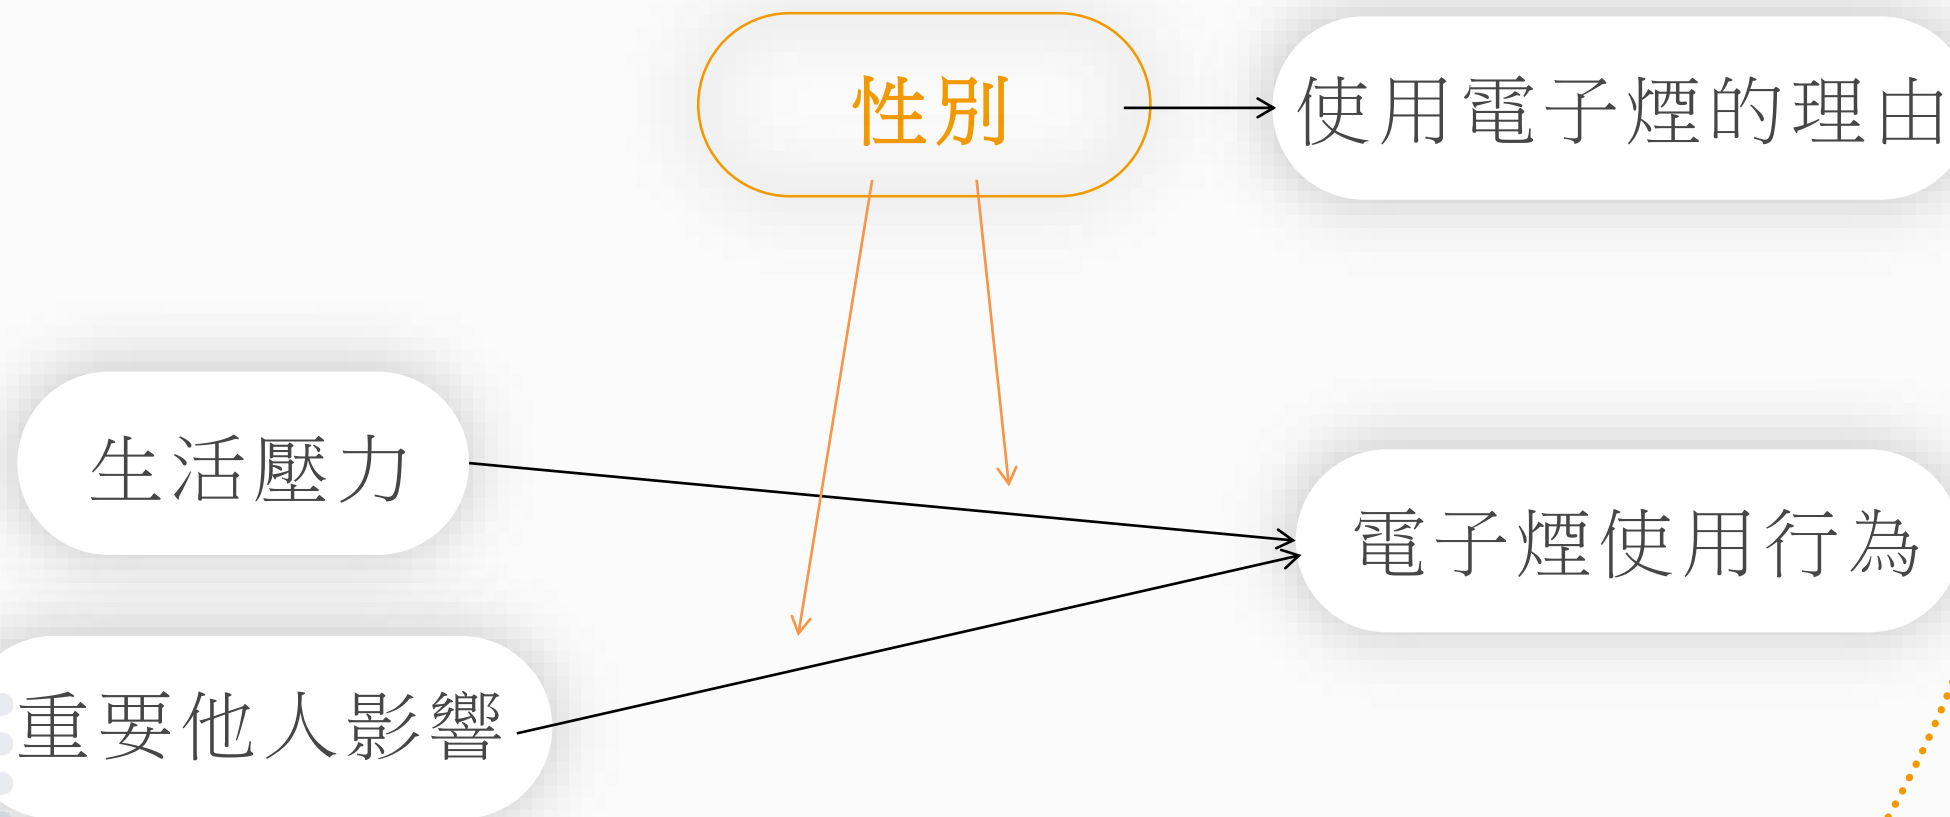 性別
使用電子煙的理由
生活壓力
電子煙使用行為
重要他人影響